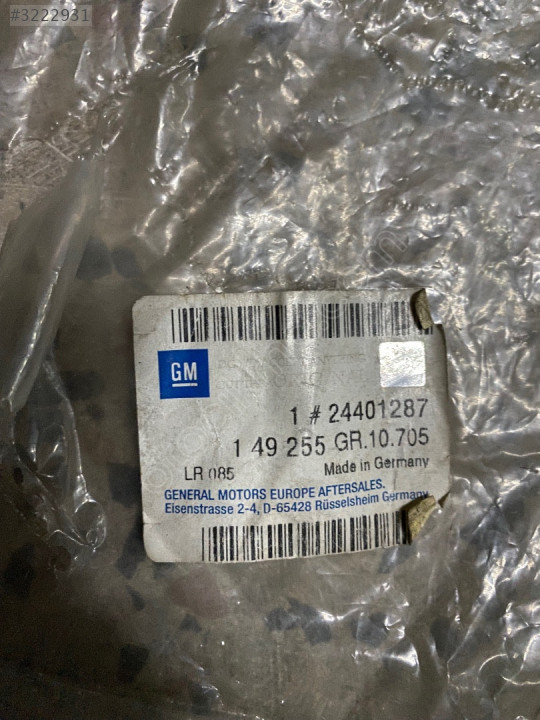 #3222931
GM
1 # 24401287
1 49 255 GR.10.705
LR 085 Made in Germany
GENERAL MOTORS EUROPE AFTERSALES.
Eisenstrasse 2-4, D-65428 Rüsselsheim Germany